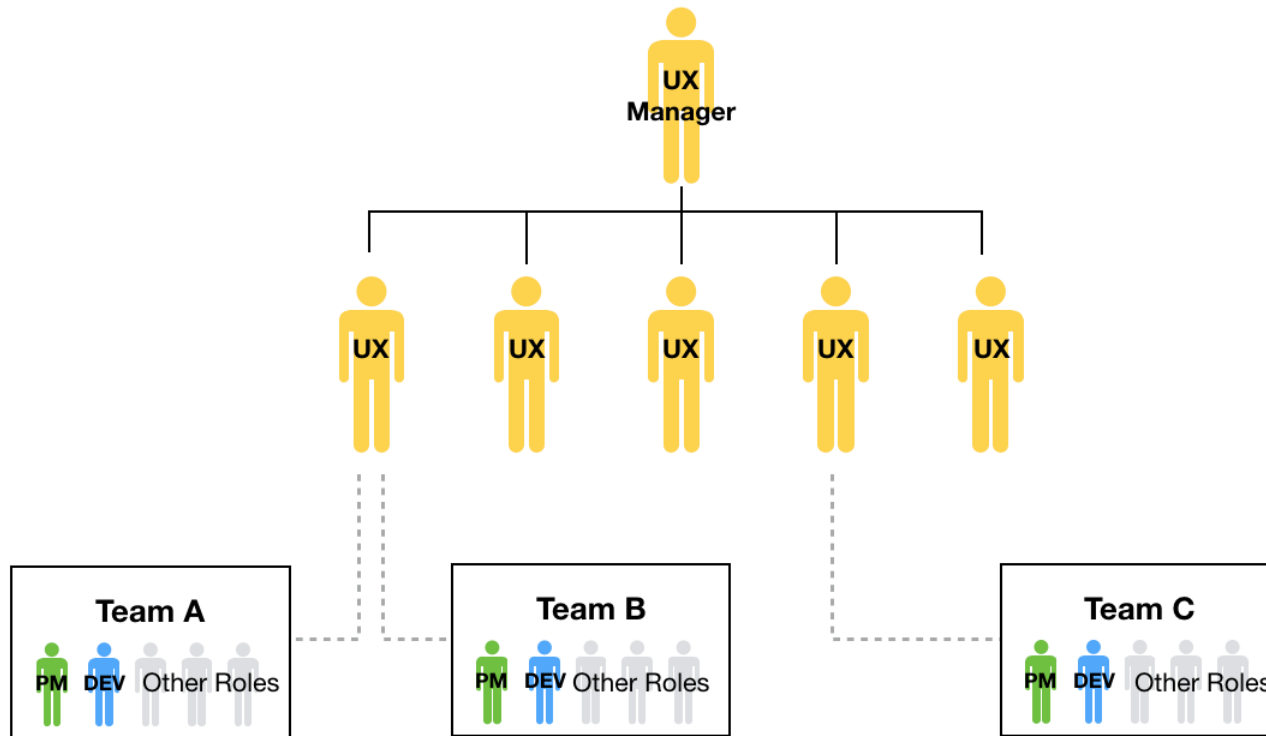 UX
Manager
UX UX UX UX UX
Team A Team B Team C
PM DEV Other Roles PM DEV Other Roles PM DEV Other Roles